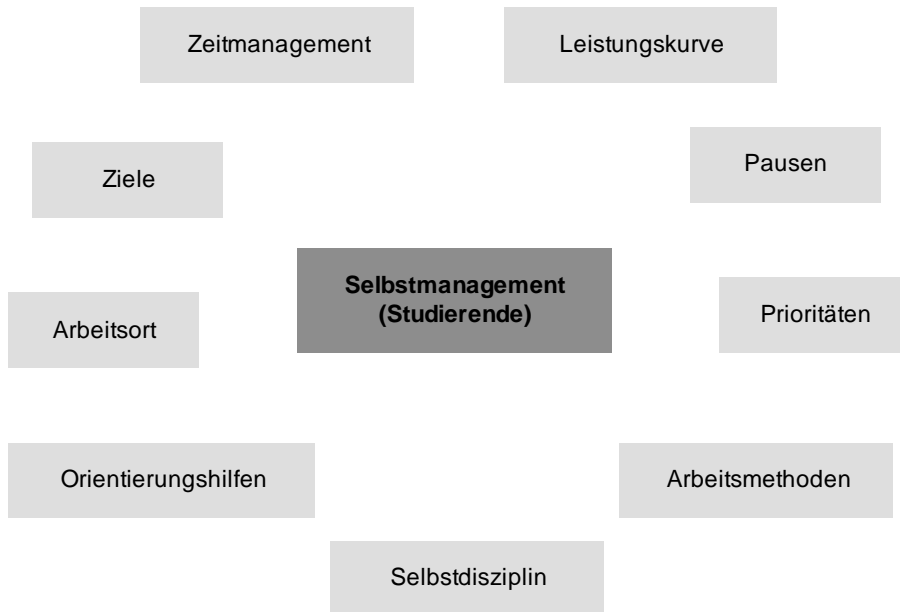 Zeitmanagement
Leistungskurve
Ziele
Pausen
Selbstmanagement
(Studierende)
Arbeitsort
Prioritäten
Orientierungshilfen
Arbeitsmethoden
Selbstdisziplin